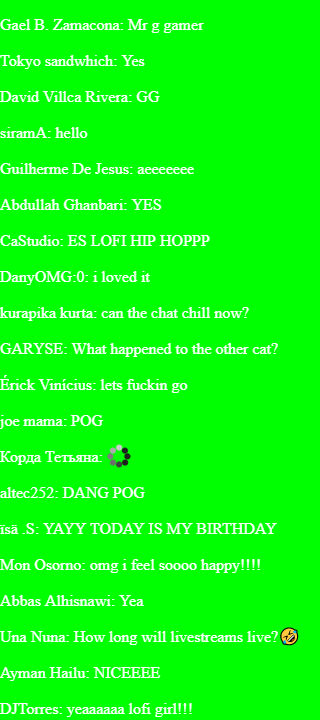 Gael B. Zamacona: Mr g gamer
Tokyo sandwhich: Yes
David Villca Rivera: GG
siramA: hello
Guilherme De Jesus: aeeeeeee
Abdullah Ghanbari: YES
CaStudio: ES LOFI HIP HOPPP
DanyOMG:0: i loved it
kurapika kurta: can the chat chill now?
GARYSE: What happened to the other cat?
Érick Vinícius: lets fuckin go
joe mama: POG
Корда Тетьяна:
altec252: DANG POG
ïsä .S: YAYY TODAY IS MY BIRTHDAY
Mon Osorno: omg i feel soooo happy!!!!
Abbas Alhisnawi: Yea
Una Nuna: How long will livestreams live?🤣
Ayman Hailu: NICEEEE
DJTorres: yeaaaaaa lofi girl!!!